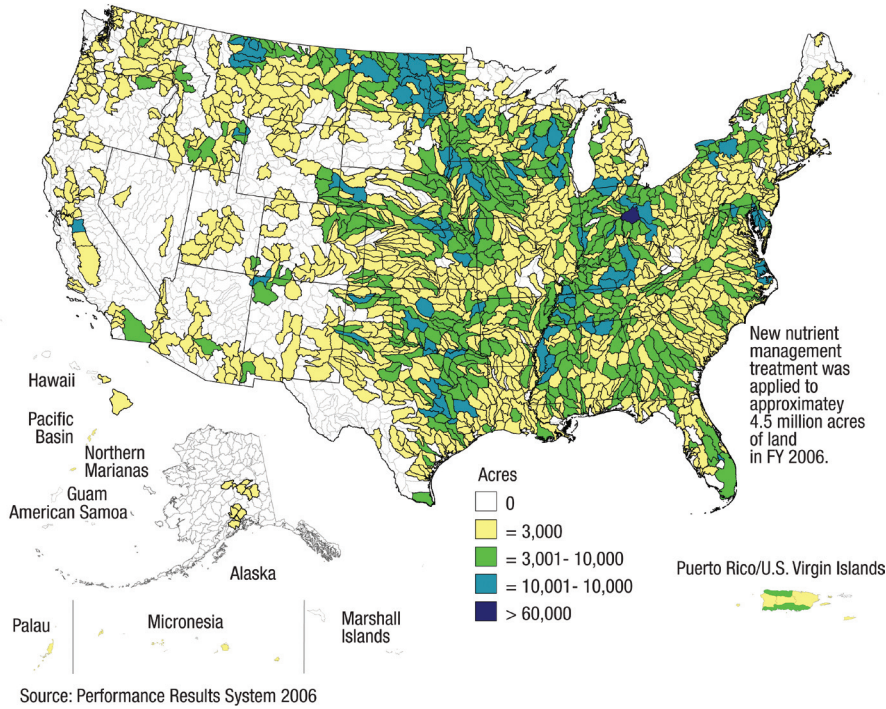 New nutrient
management
treatment was
applied to
approximatey
4.5 million acres
of land
in FY 2006.
Hawaii
Pacific
Basin
Northern
Marianas
Guam
American Samoa
Alaska
Acres
0
= 3,000
= 3,001- 10,000
= 10,001- 10,000
> 60,000
Puerto Rico/U.S. Virgin Islands
Palau
Micronesia
Marshall
Islands
Source: Performance Results System 2006